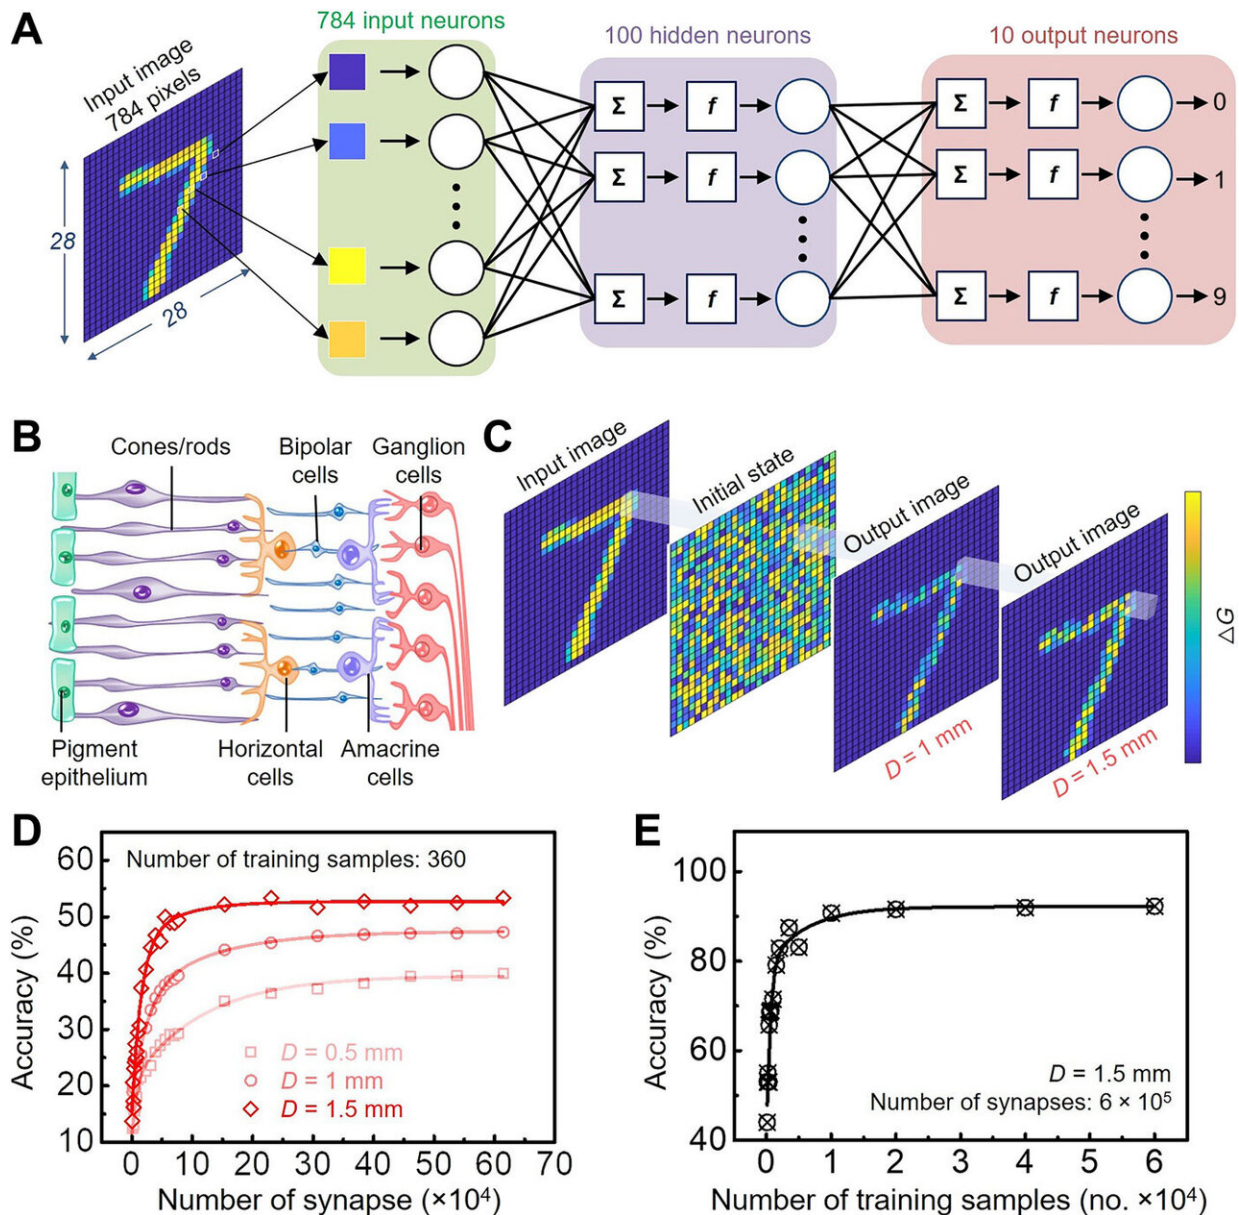 A
Input image
784 pixels
28
28
784 input neurons
100 hidden neurons
10 output neurons
Σ
f
Σ
f
0
Σ
f
Σ
f
1
Σ
f
Σ
f
9
B
Cones/rods
Bipolar
cells
Ganglion
cells
Pigment
epithelium
Horizontal
cells
Amacrine
cells
C
Input image
Initial state
Output image
Output image
D = 1 mm
D = 1.5 mm
ΔG
D
Number of training samples: 360
Accuracy (%)
60
50
40
30
20
10
D = 0.5 mm
D = 1 mm
D = 1.5 mm
0 10 20 30 40 50 60 70
Number of synapse (×10⁴)
E
Accuracy (%)
100
80
60
40
D = 1.5 mm
Number of synapses: 6 × 10⁵
0 1 2 3 4 5 6
Number of training samples (no. ×10⁴)